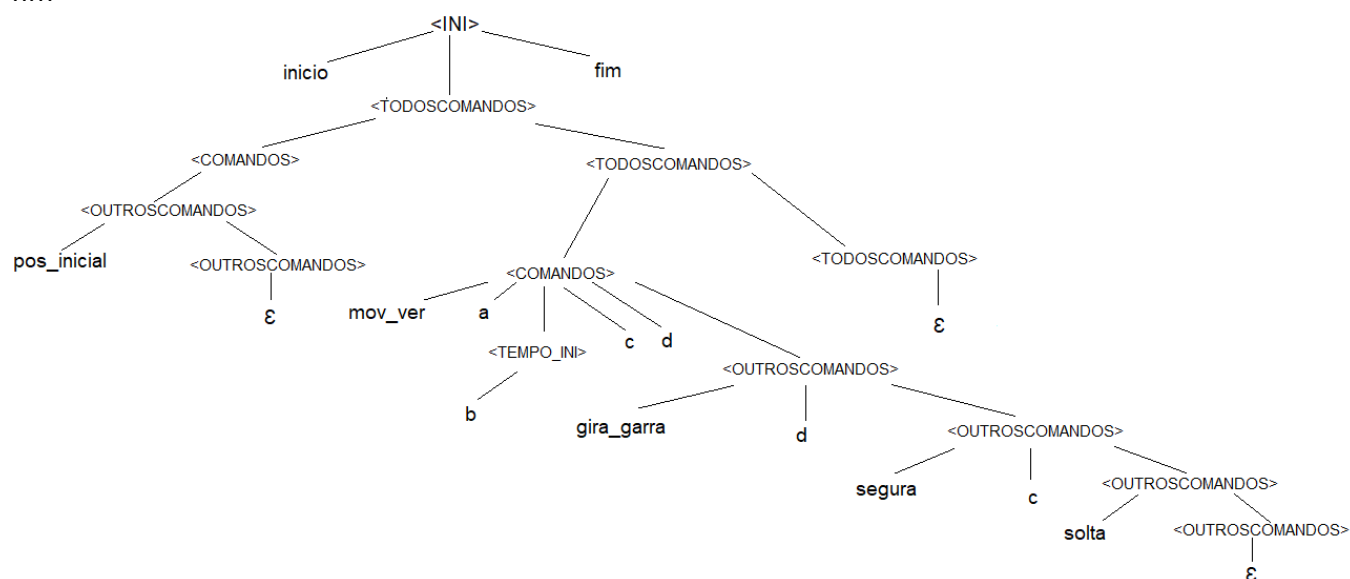 <INI>
inicio fim
<TODOSCOMANDOS>
<COMANDOS> <TODOSCOMANDOS>
<OUTROSCOMANDOS>
pos_inicial <OUTROSCOMANDOS> <COMANDOS> <TODOSCOMANDOS>
ε mov_ver a ε
<TEMPO_INI> c d
<OUTROSCOMANDOS>
b gira_garra d
<OUTROSCOMANDOS>
segura c <OUTROSCOMANDOS>
solta <OUTROSCOMANDOS>
ε